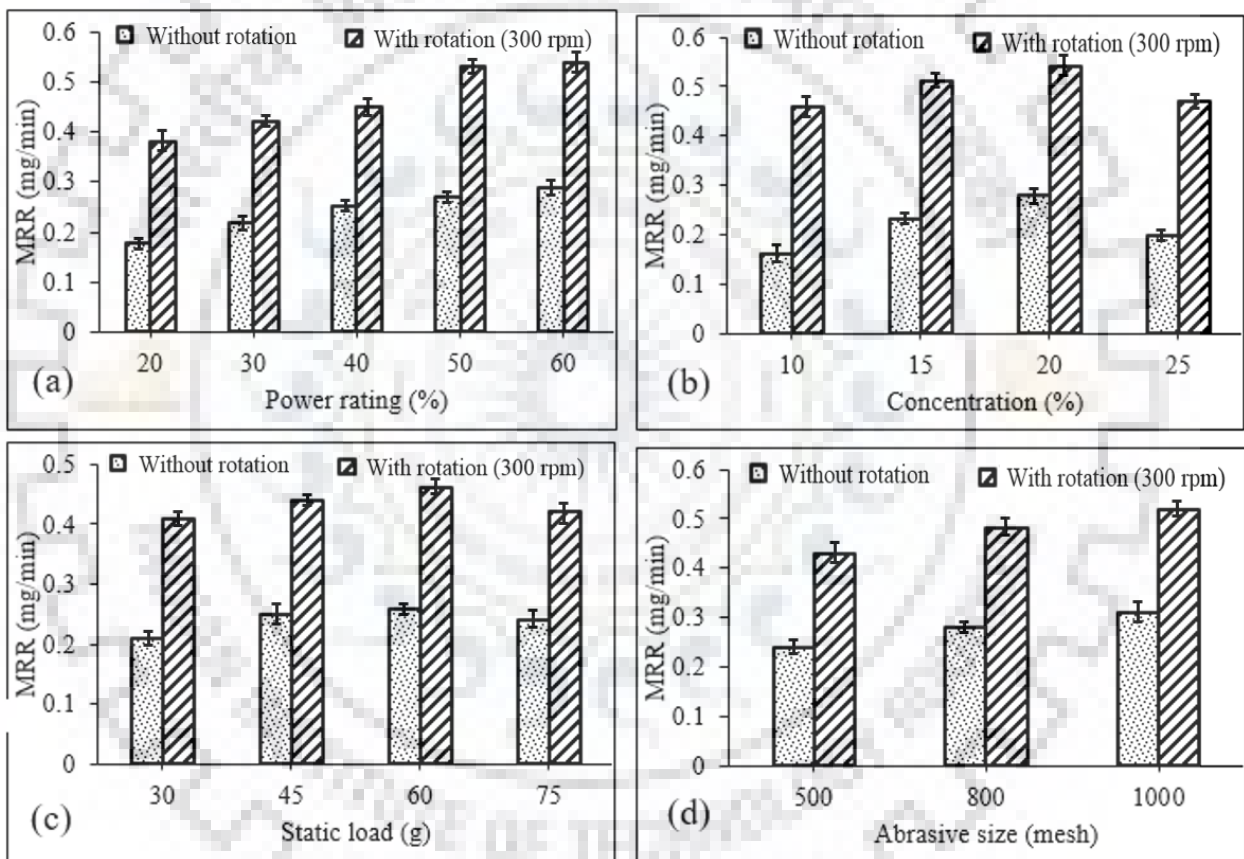 Without rotation With rotation (300 rpm)
0.6
0.5
0.4
0.3
0.2
0.1
0
MRR (mg/min)
20 30 40 50 60
(a)
Power rating (%)
Without rotation With rotation (300 rpm)
0.6
0.5
0.4
0.3
0.2
0.1
0
MRR (mg/min)
10 15 20 25
(b)
Concentration (%)
Without rotation With rotation (300 rpm)
0.5
0.4
0.3
0.2
0.1
0
MRR (mg/min)
30 45 60 75
(c)
Static load (g)
Without rotation With rotation (300 rpm)
0.6
0.5
0.4
0.3
0.2
0.1
0
MRR (mg/min)
500 800 1000
(d)
Abrasive size (mesh)